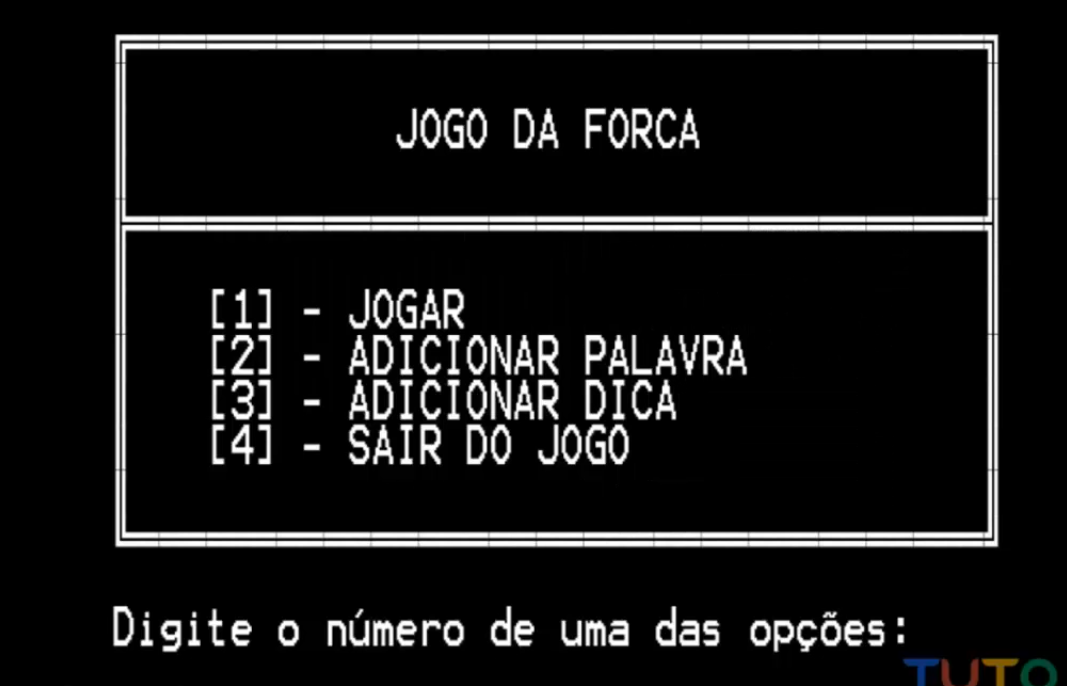 JOGO DA FORCA
[1] - JOGAR
[2] - ADICIONAR PALAVRA
[3] - ADICIONAR DICA
[4] - SAIR DO JOGO
Digite o número de uma das opções:
TUTO